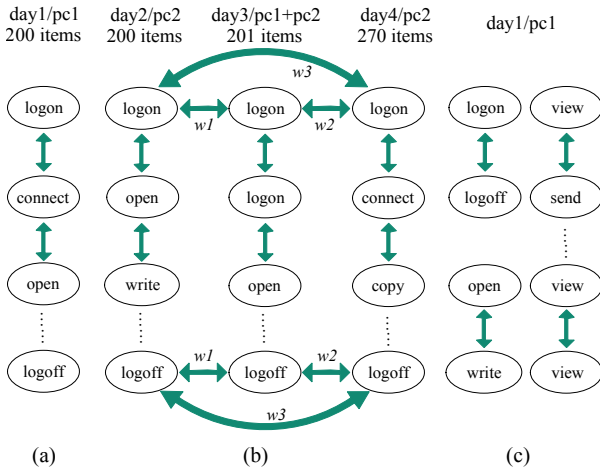 day1/pc1 day2/pc2 day3/pc1+pc2 day4/pc2 day1/pc1
200 items 200 items 201 items 270 items
w3
logon logon logon logon logon view
w1 w2
connect open logon connect logoff send
open write open copy open view
w1 w2
logoff logoff logoff logoff write view
w3
(a) (b) (c)